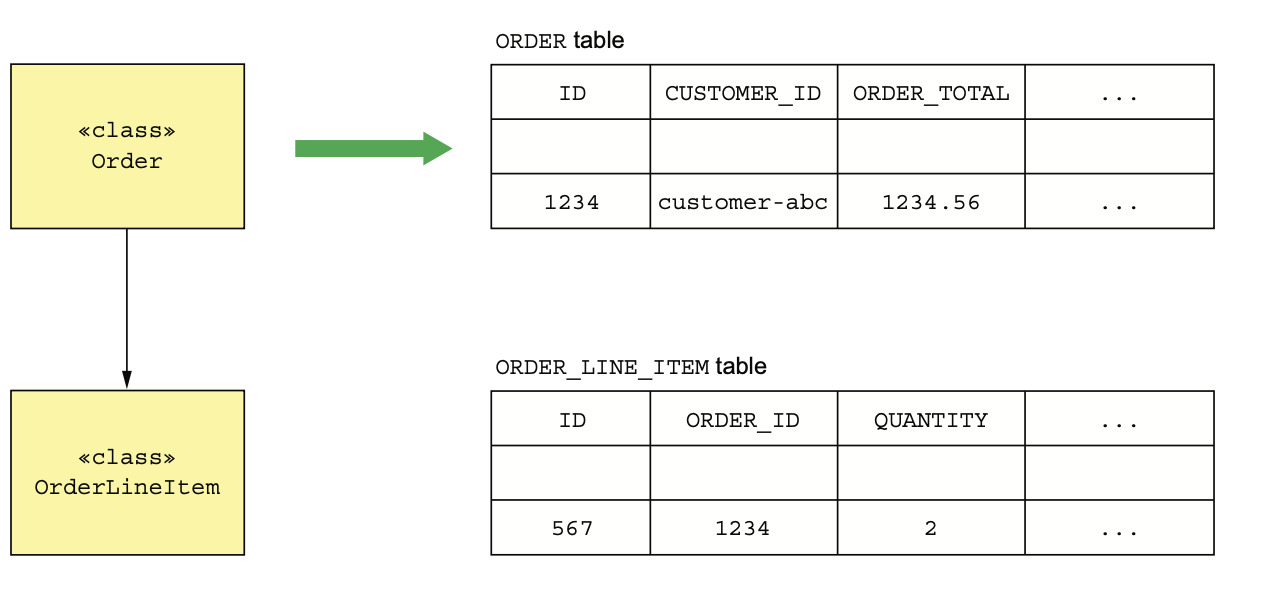 ORDER table
«class»
Order
ID CUSTOMER_ID ORDER_TOTAL ...
1234 customer-abc 1234.56 ...
ORDER_LINE_ITEM table
«class»
OrderLineItem
ID ORDER_ID QUANTITY ...
567 1234 2 ...